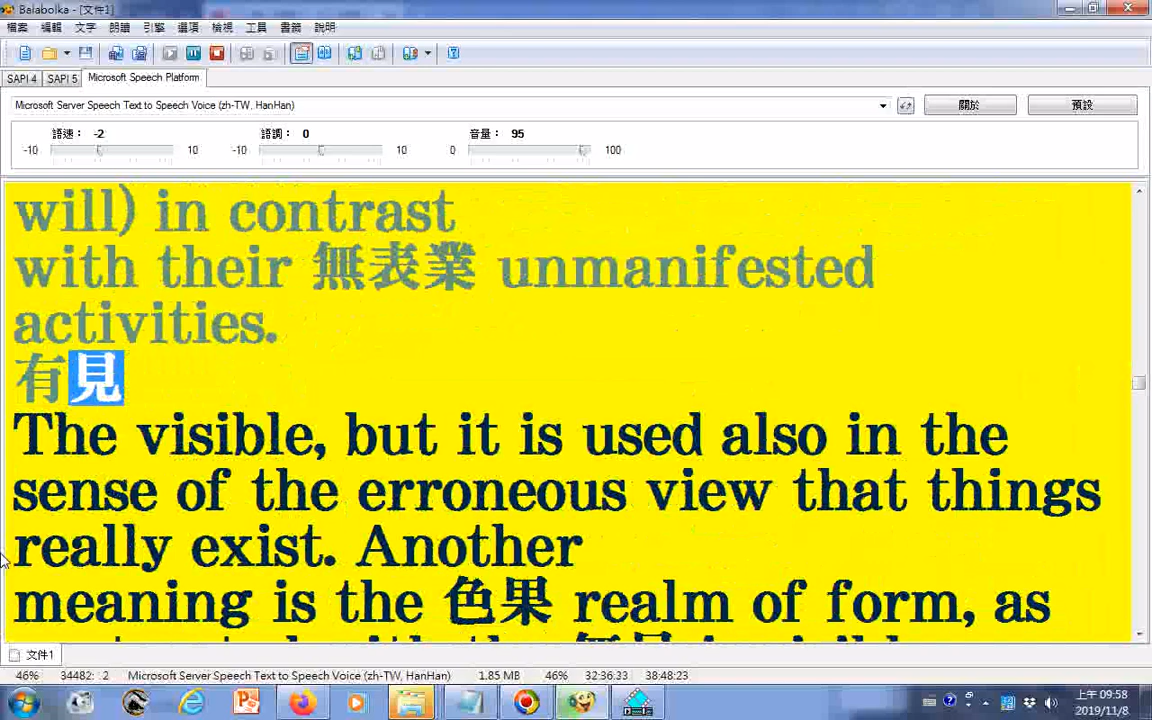 Balabolka - [文件1]
檔案 編輯 文字 朗讀 引擎 選項 檢視 工具 書籤 說明
SAPI 4 SAPI 5 Microsoft Speech Platform
Microsoft Server Speech Text to Speech Voice (zh-TW, HanHan) 關於 預設
語速： -2 語調： 0 音量： 95
-10 10 -10 10 0 100
will) in contrast
with their 無表業 unmanifested
activities.
有見
The visible, but it is used also in the
sense of the erroneous view that things
really exist. Another
meaning is the 色果 realm of form, as
文件1
46% 34482: 2 Microsoft Server Speech Text to Speech Voice (zh-TW, HanHan) 1.85 MB 46% 32:36:33 38:48:23
上午 09:58
2019/11/8